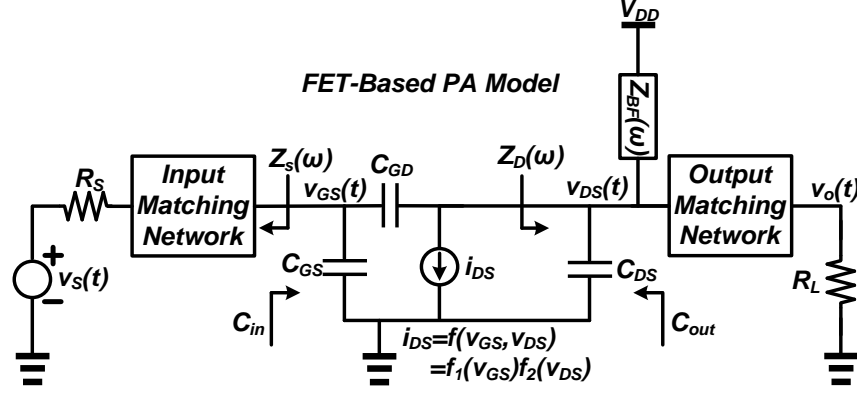 V_DD
FET-Based PA Model
Z_BF(ω)
R_S
Input
Matching
Network
Z_s(ω)
v_GS(t)
C_GD
Z_D(ω)
v_DS(t)
Output
Matching
Network
v_o(t)
+
−
v_S(t)
C_GS
i_DS
C_DS
R_L
C_in
C_out
i_DS=f(v_GS,v_DS)
=f_1(v_GS)f_2(v_DS)